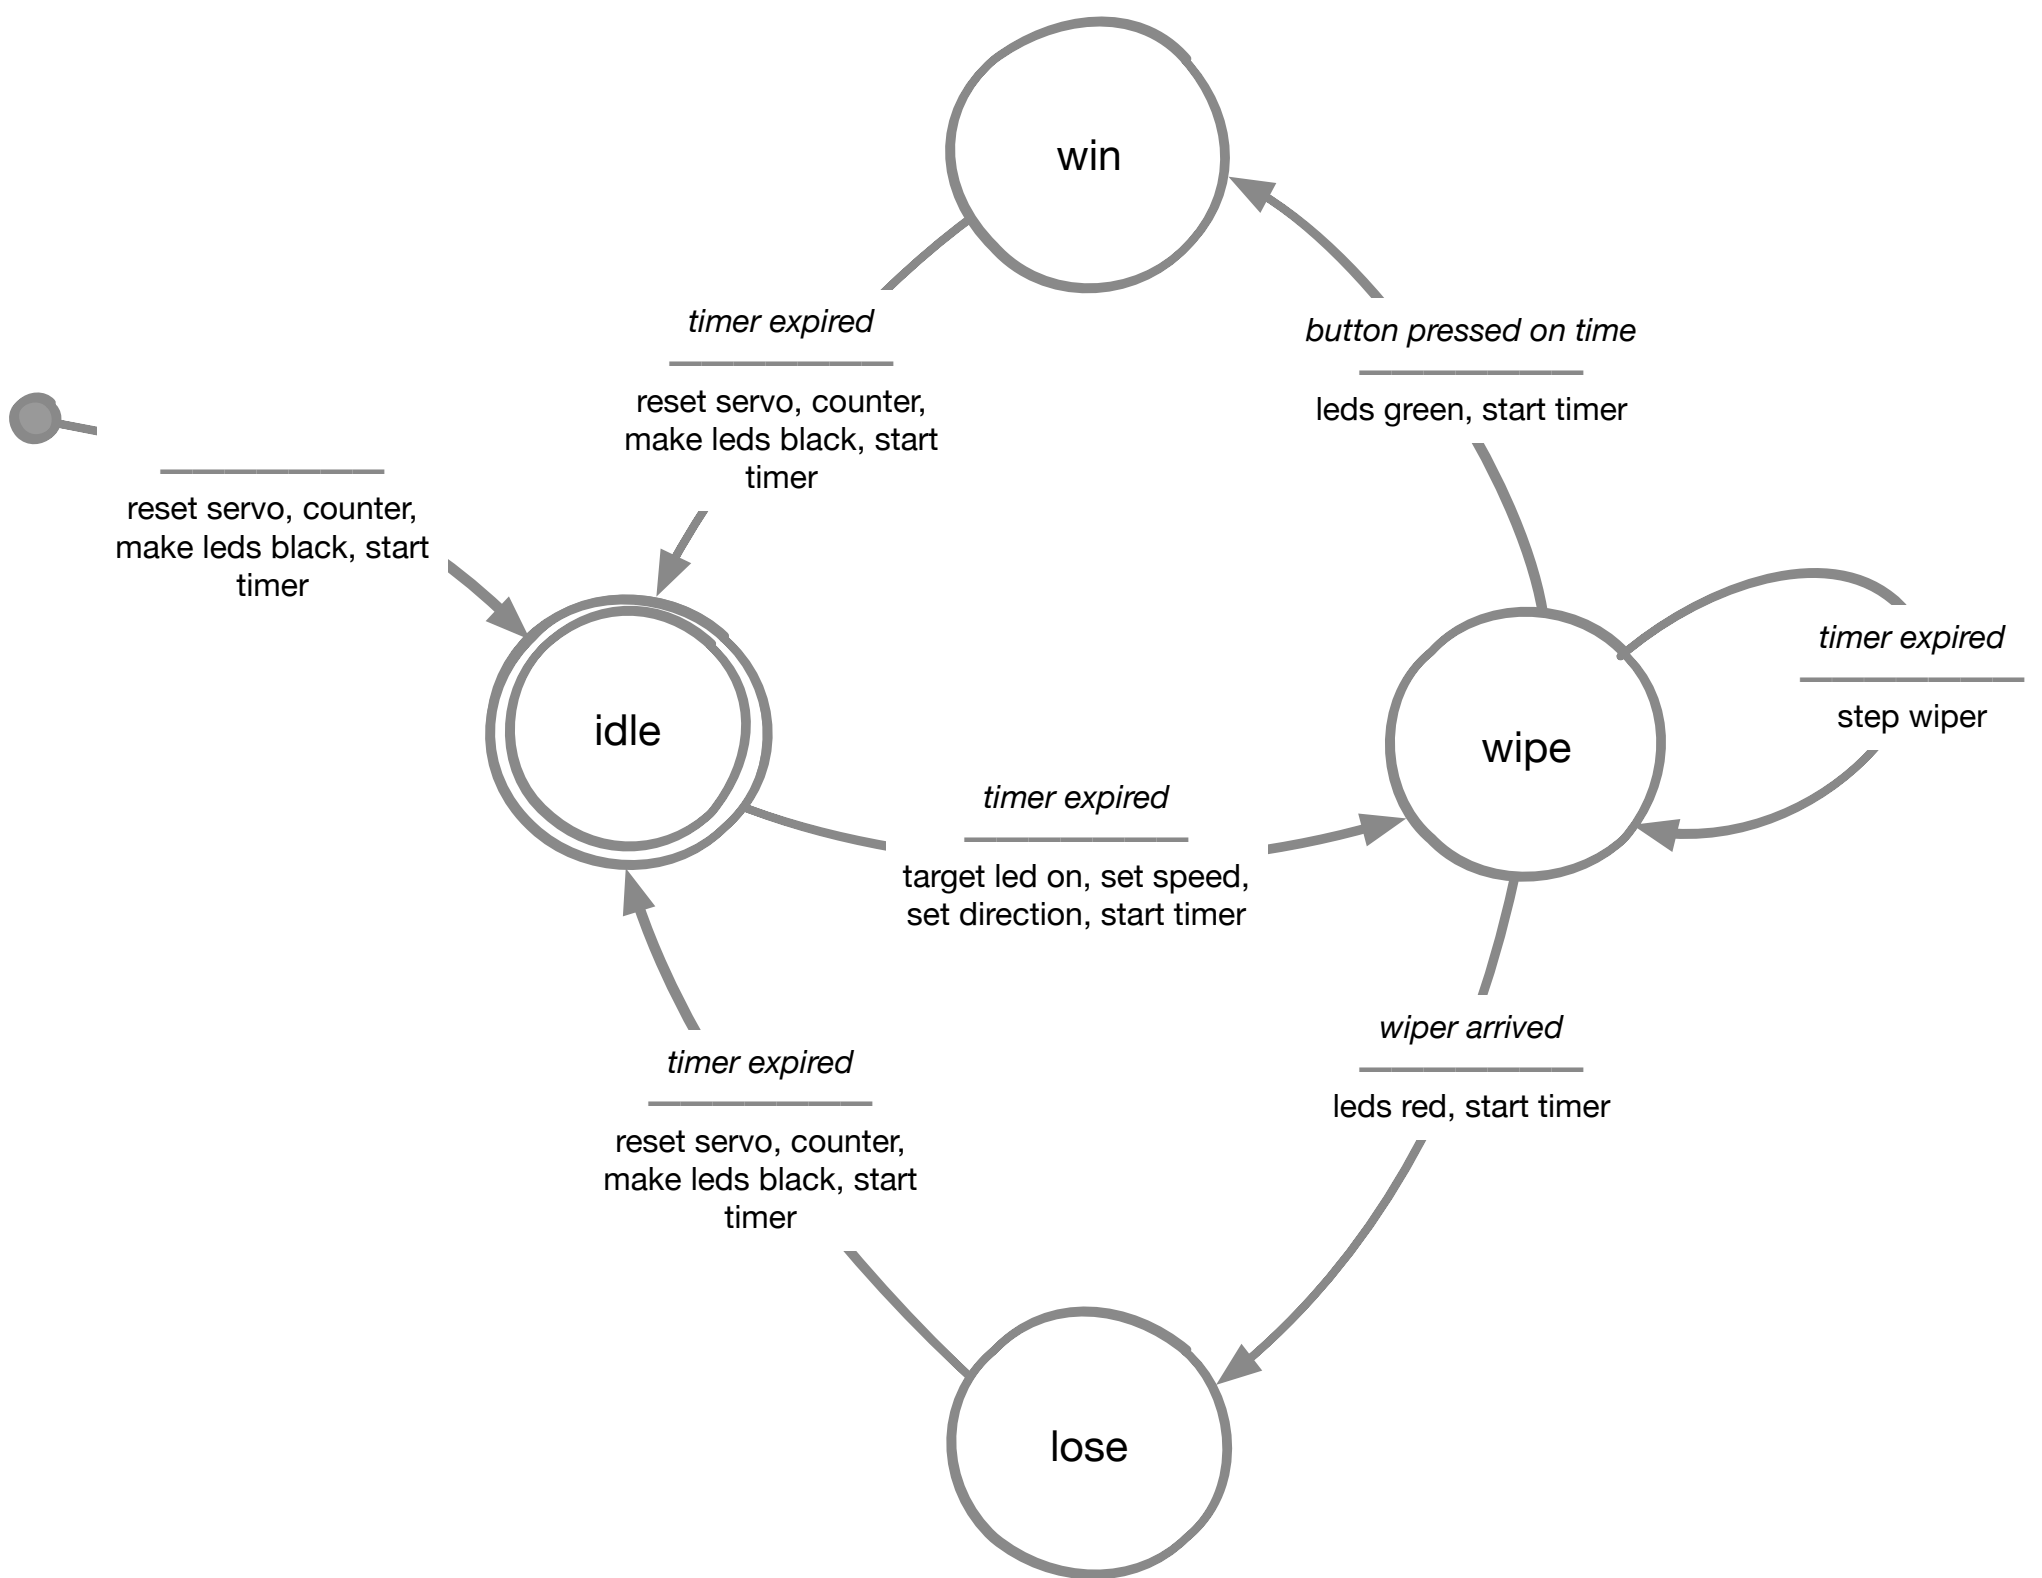 win
timer expired
reset servo, counter,
make leds black, start
timer
button pressed on time
leds green, start timer
reset servo, counter,
make leds black, start
timer
idle
wipe
timer expired
step wiper
timer expired
target led on, set speed,
set direction, start timer
timer expired
reset servo, counter,
make leds black, start
timer
wiper arrived
leds red, start timer
lose